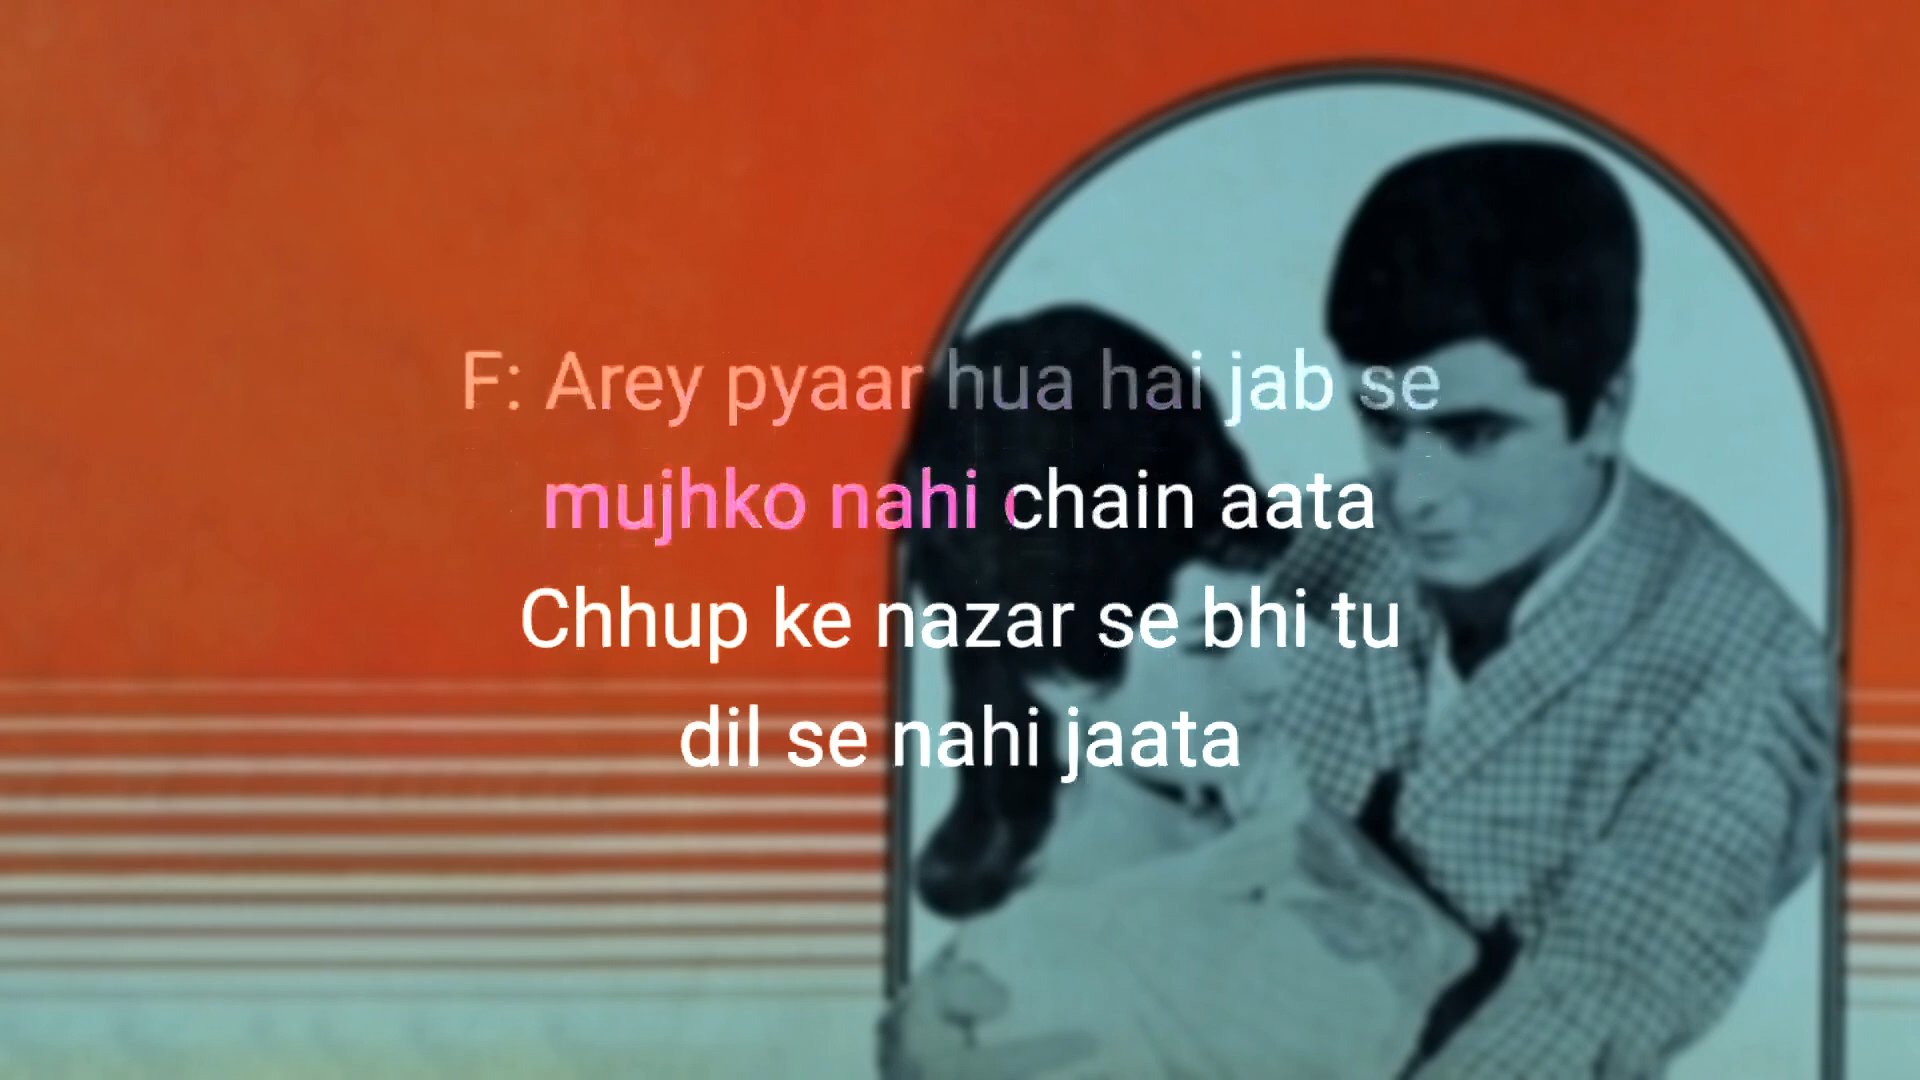 F: Arey pyaar hua hai jab se
mujhko nahi chain aata
Chhup ke nazar se bhi tu
dil se nahi jaata